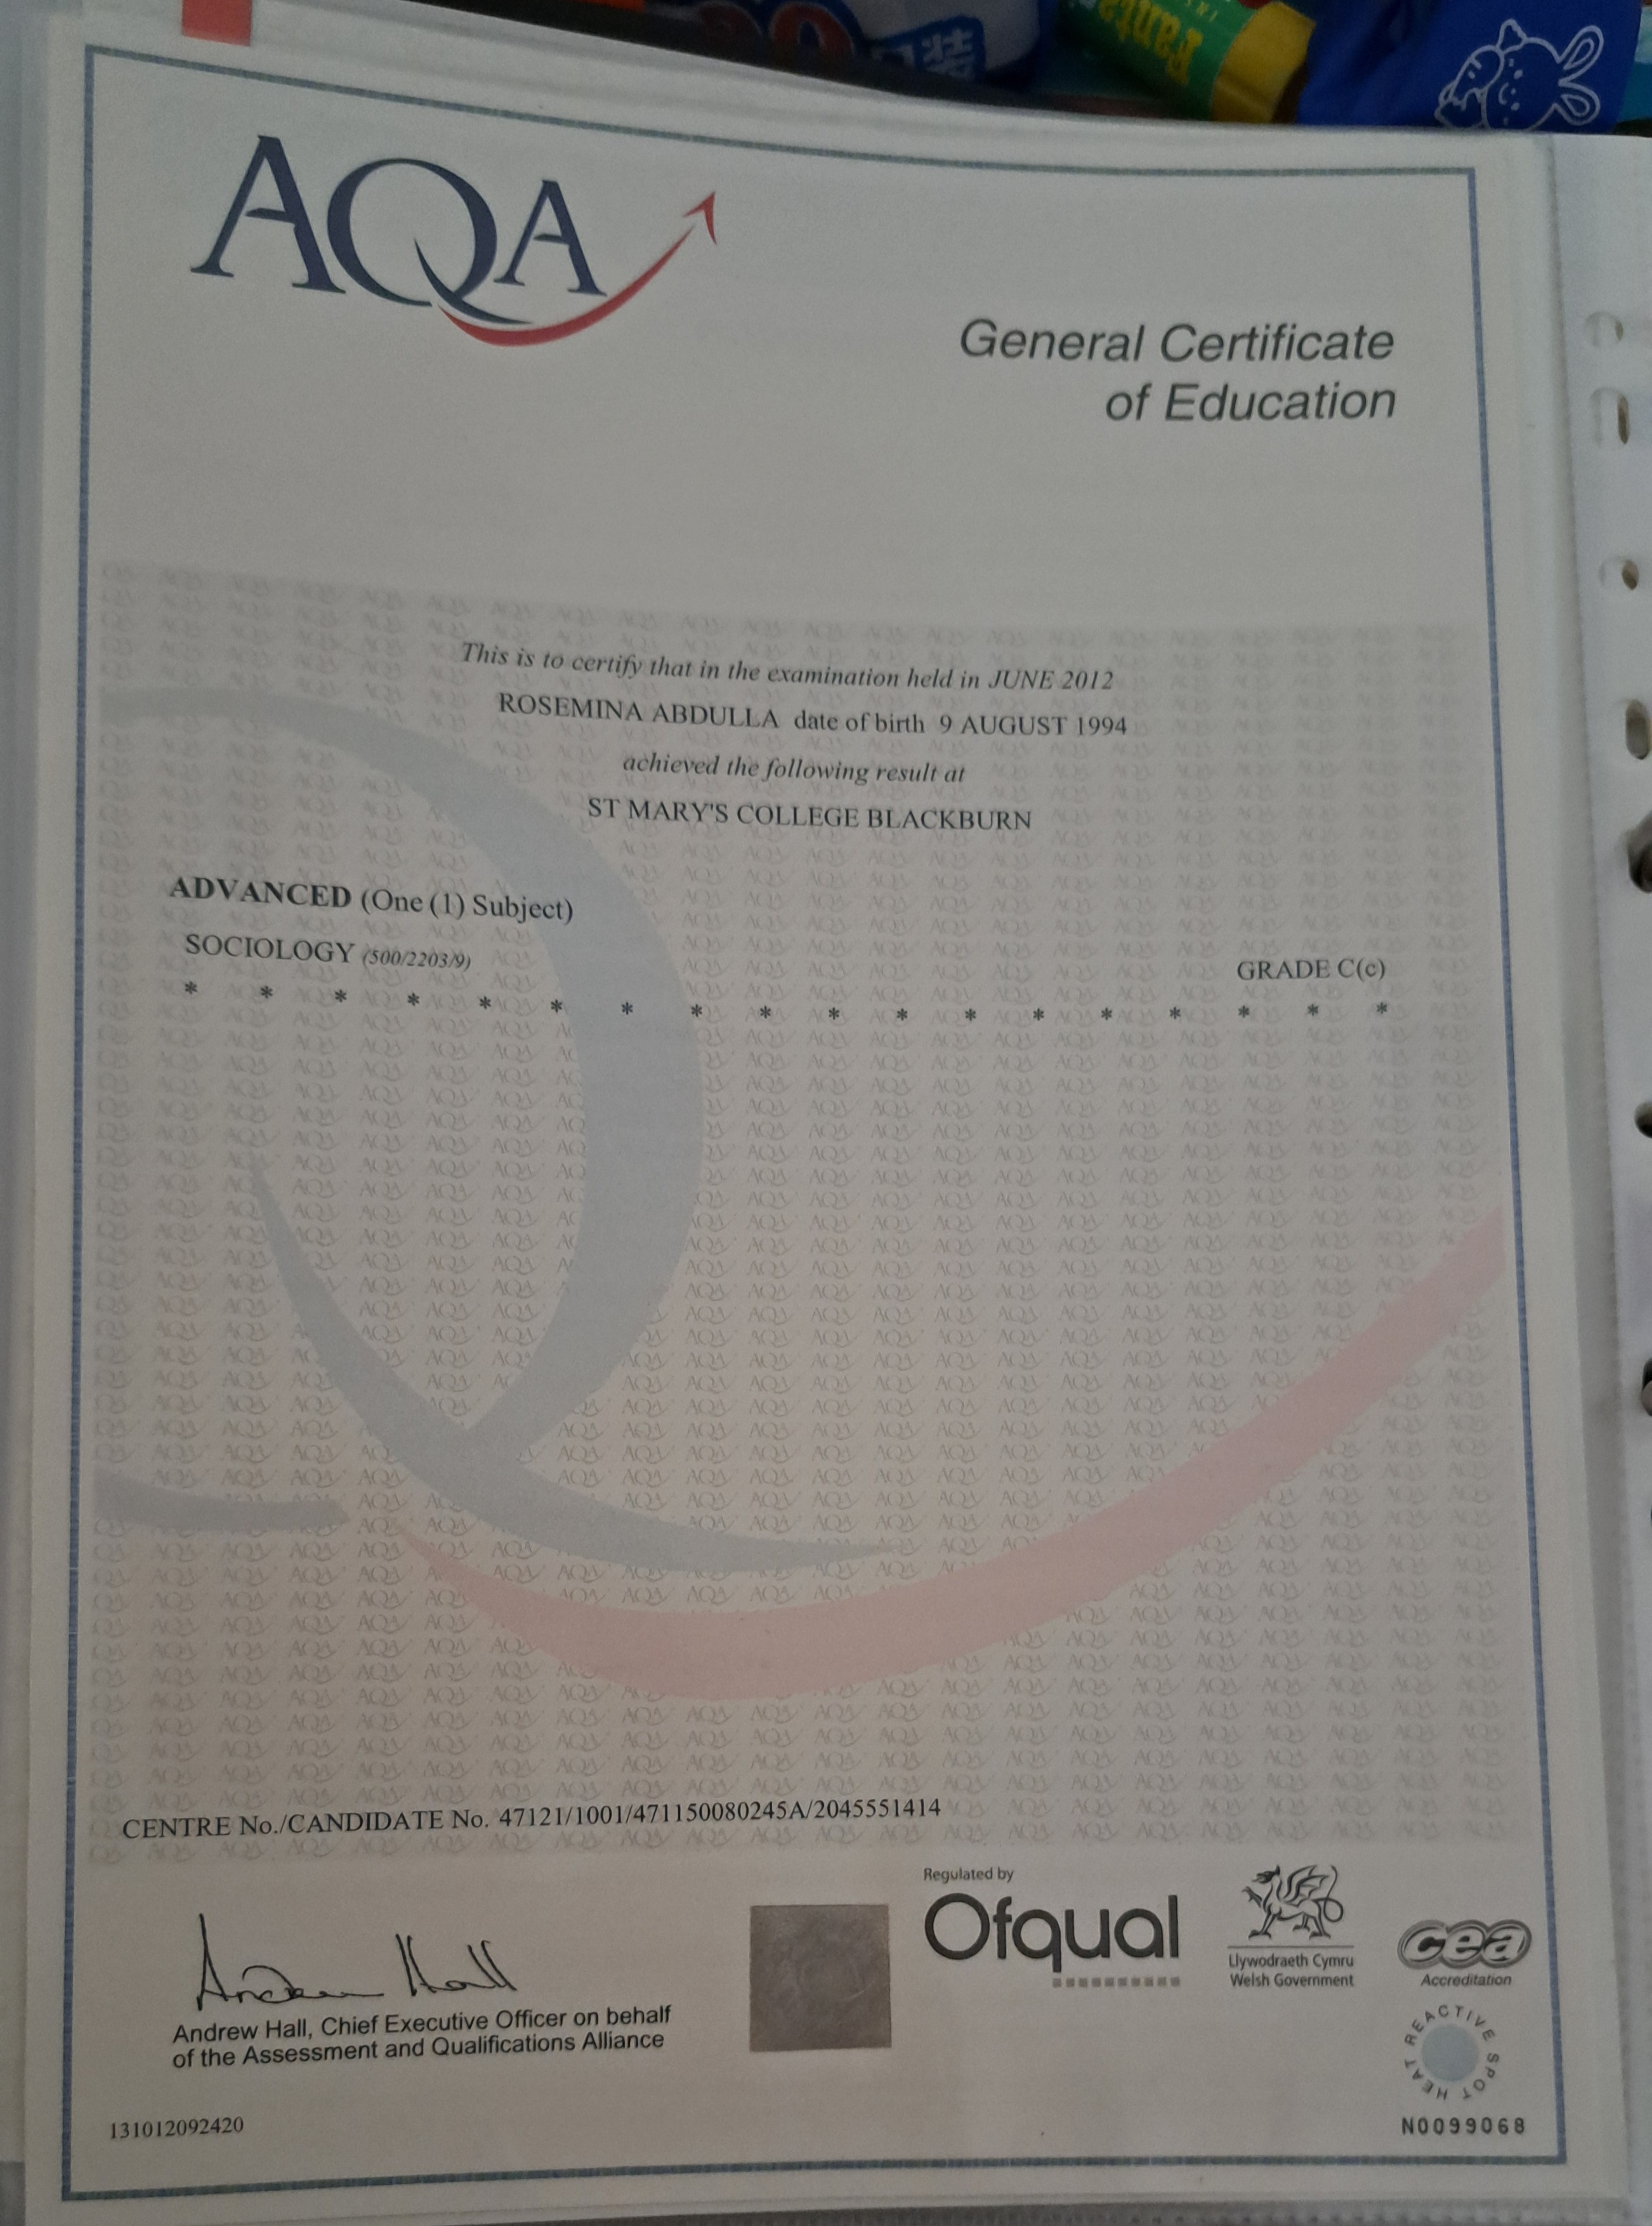 AQA
General Certificate
of Education
This is to certify that in the examination held in JUNE 2012
ROSEMINA ABDULLA date of birth 9 AUGUST 1994
achieved the following result at
ST MARY'S COLLEGE BLACKBURN
ADVANCED (One (1) Subject)
SOCIOLOGY (500/2203/9) GRADE C(c)
* * * * * * * * * * * * * * * * * *
CENTRE No./CANDIDATE No. 47121/1001/471150080245A/2045551414
Regulated by
Ofqual
Llywodraeth Cymru
Welsh Government
cea
Accreditation
Andrew Hall
Andrew Hall, Chief Executive Officer on behalf
of the Assessment and Qualifications Alliance
HEAT REACTIVE SPOT
131012092420
N0099068